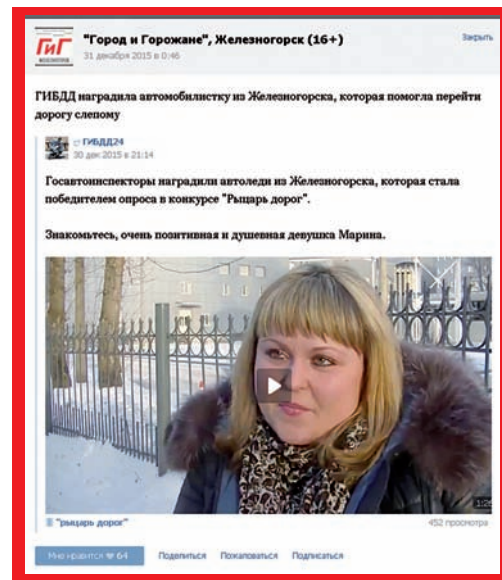 ГиГ
"Город и Горожане", Железногорск (16+)
Закрыть
31 декабря 2015 в 0:46
ГИБДД наградила автомобилистку из Железногорска, которая помогла перейти
дорогу слепому
ГИБДД24
30 дек 2015 в 21:14
Госавтоинспекторы наградили автоледи из Железногорска, которая стала
победителем опроса в конкурсе "Рыцарь дорог".
Знакомьтесь, очень позитивная и душевная девушка Марина.
1:26
"рыцарь дорог"
452 просмотра
Мне нравится 64
Поделиться Пожаловаться Подписаться